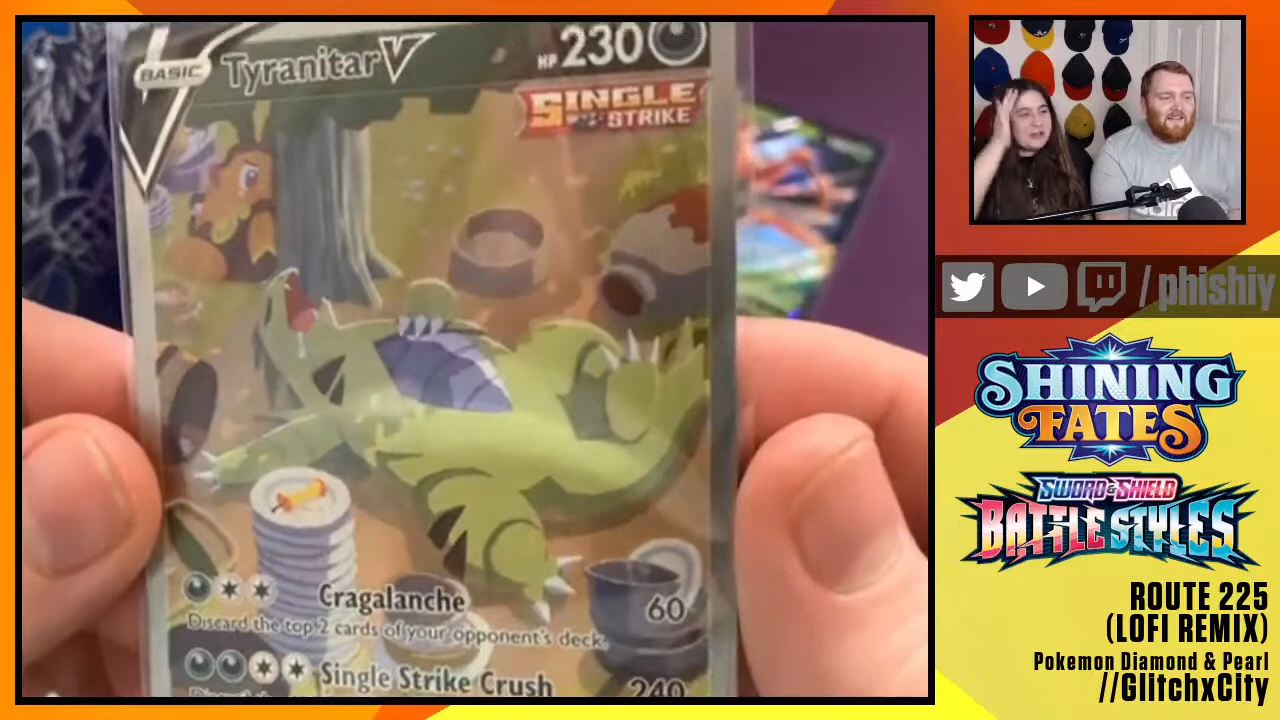 BASIC
Tyranitar V
HP 230
SINGLE
STRIKE
Cragalanche
60
Discard the top 2 cards of your opponent's deck.
Single Strike Crush
240
/phishiy
SHINING
FATES
SWORD & SHIELD
BATTLE STYLES
ROUTE 225
(LOFI REMIX)
Pokemon Diamond & Pearl
//GlitchxCity